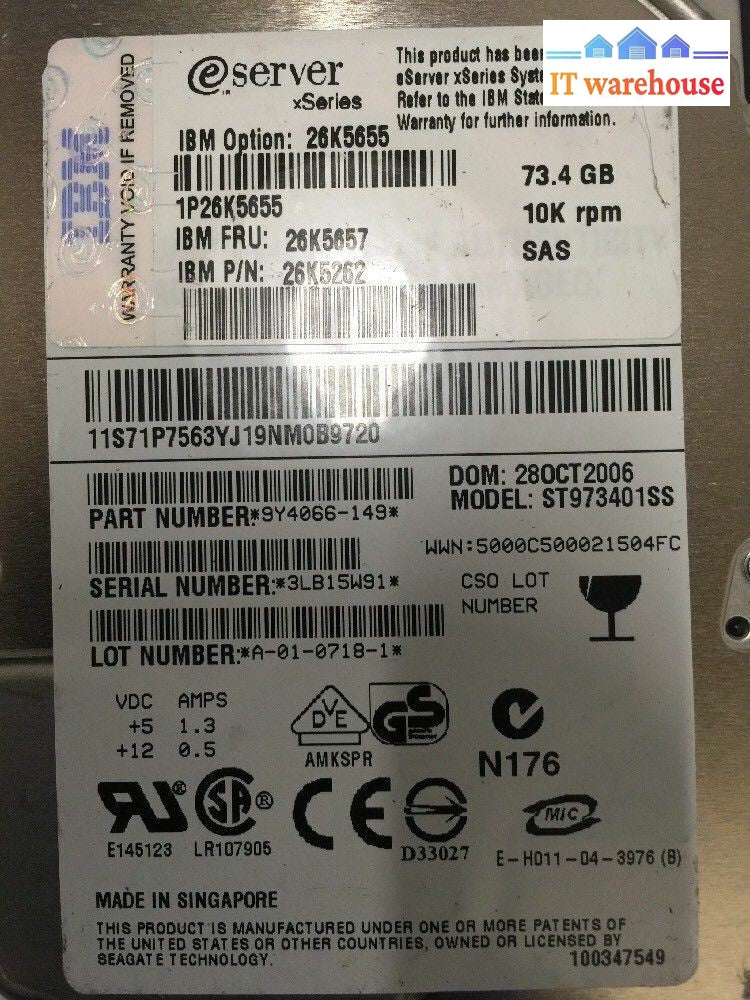 IT warehouse
IBM
WARRANTY VOID IF REMOVED
eserver
xSeries
This product has been
eServer xSeries
Refer to the IBM
Warranty for further information.
IBM Option: 26K5655
1P26K5655
IBM FRU: 26K5657
IBM P/N: 26K5262
73.4 GB
10K rpm
SAS
11S71P7563YJ19NM0B9720
DOM: 28OCT2006
MODEL: ST973401SS
PART NUMBER:*9Y4066-149*
WWN:5000C500021504FC
SERIAL NUMBER:*3LB15W91*
CSO LOT
NUMBER
LOT NUMBER:*A-01-0718-1*
VDC AMPS
+5 1.3
+12 0.5
DVE
GS
AMKSPR
N176
E145123
SA
LR107905
CE
D33027
MIC
E-H011-04-3976 (B)
MADE IN SINGAPORE
THIS PRODUCT IS MANUFACTURED UNDER ONE OR MORE PATENTS OF
THE UNITED STATES OR OTHER COUNTRIES, OWNED OR LICENSED BY
SEAGATE TECHNOLOGY.
100347549